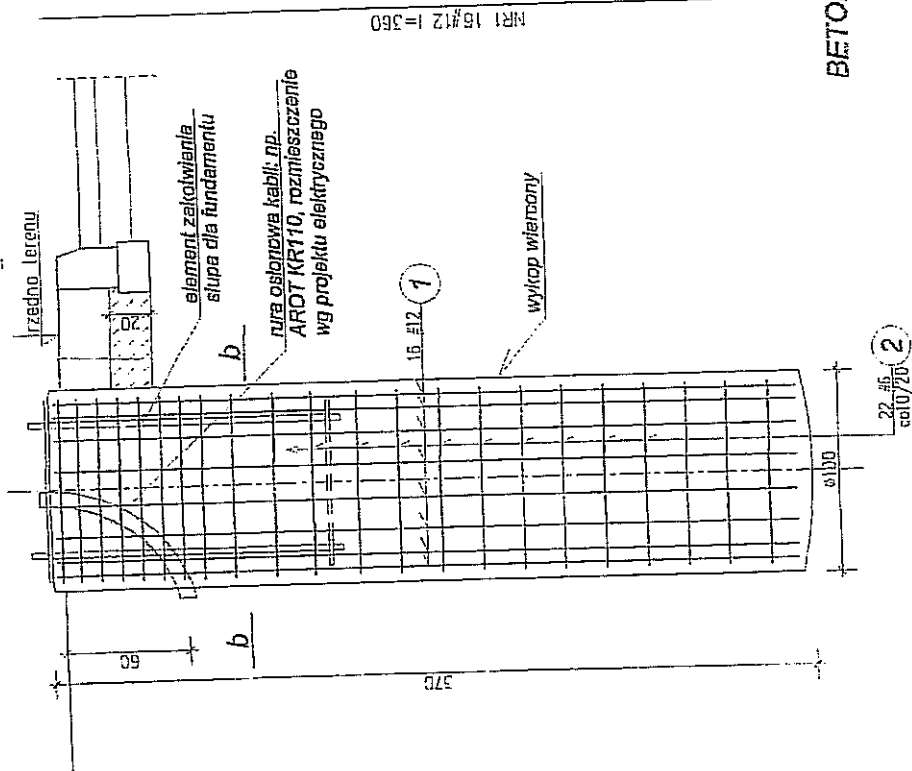 rzędno terenu
NR1 16#12 l=360
element zakotwienia
słupa dla fundamentu
rura osłonowa kabli: np.
AROT KR110, rozmieszczenie
wg projektu elektrycznego
20
b
1
16 #12
wykop wiercony
b
60
370
ø100
22 #6
co10/20
2
BETO